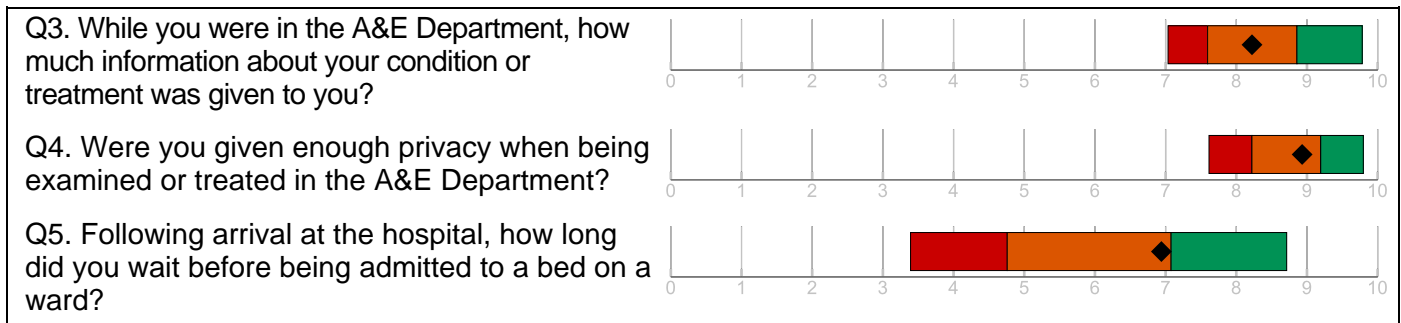 Q3. While you were in the A&E Department, how
much information about your condition or
treatment was given to you?
0 1 2 3 4 5 6 7 8 9 10
Q4. Were you given enough privacy when being
examined or treated in the A&E Department?
0 1 2 3 4 5 6 7 8 9 10
Q5. Following arrival at the hospital, how long
did you wait before being admitted to a bed on a
ward?
0 1 2 3 4 5 6 7 8 9 10